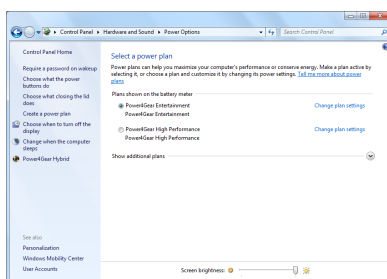 Control Panel
Hardware and Sound
Power Options
Search Control Panel
Control Panel Home
Require a password on wakeup
Choose what the power
buttons do
Choose what closing the lid
does
Create a power plan
Choose when to turn off the
display
Change when the computer
sleeps
Power4Gear Hybrid
See also
Personalization
Windows Mobility Center
User Accounts
Select a power plan
Power plans can help you maximize your computer's performance or conserve energy. Make a plan active by
selecting it, or choose a plan and customize it by changing its power settings. Tell me more about power
plans
Plans shown on the battery meter
Power4Gear Entertainment
Change plan settings
Power4Gear Entertainment
Power4Gear High Performance
Change plan settings
Power4Gear High Performance
Show additional plans
Screen brightness: